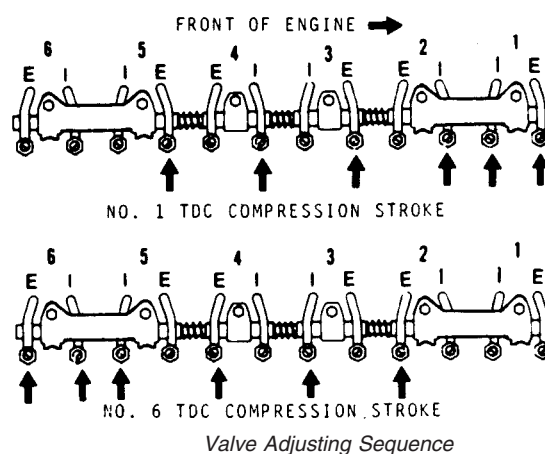 FRONT OF ENGINE
6 5 4 3 2 1
E I I E E I I E E I I E
NO. 1 TDC COMPRESSION STROKE
6 5 4 3 2 1
E I I E E I I E E I I E
NO. 6 TDC COMPRESSION STROKE
Valve Adjusting Sequence